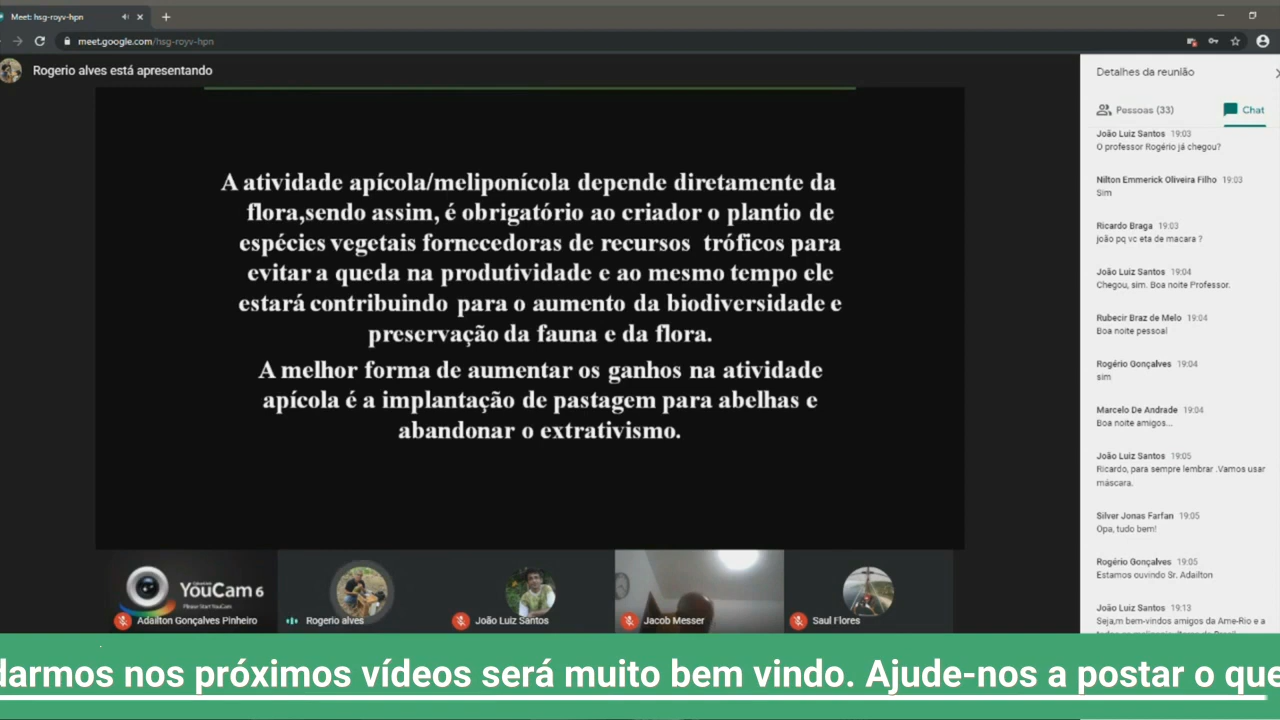 Meet: hsg-royv-hpn
meet.google.com/hsg-royv-hpn
Rogerio alves está apresentando
A atividade apícola/meliponícola depende diretamente da
flora,sendo assim, é obrigatório ao criador o plantio de
espécies vegetais fornecedoras de recursos tróficos para
evitar a queda na produtividade e ao mesmo tempo ele
estará contribuindo para o aumento da biodiversidade e
preservação da fauna e da flora.
A melhor forma de aumentar os ganhos na atividade
apícola é a implantação de pastagem para abelhas e
abandonar o extrativismo.
YouCam 6
Please Start YouCam
Adailton Gonçalves Pinheiro
Rogerio alves
João Luiz Santos
Jacob Messer
Saul Flores
Detalhes da reunião
Pessoas (33)
Chat
João Luiz Santos 19:03
O professor Rogério já chegou?
Nilton Emmerick Oliveira Filho 19:03
Sim
Ricardo Braga 19:03
joão pq vc eta de macara ?
João Luiz Santos 19:04
Chegou, sim. Boa noite Professor.
Rubecir Braz de Melo 19:04
Boa noite pessoal
Rogério Gonçalves 19:04
sim
Marcelo De Andrade 19:04
Boa noite amigos...
João Luiz Santos 19:05
Ricardo, para sempre lembrar .Vamos usar
máscara.
Silver Jonas Farfan 19:05
Opa, tudo bem!
Rogério Gonçalves 19:05
Estamos ouvindo Sr. Adailton
João Luiz Santos 19:13
Seja,m bem-vindos amigos da Ame-Rio e a
darmos nos próximos vídeos será muito bem vindo. Ajude-nos a postar o que